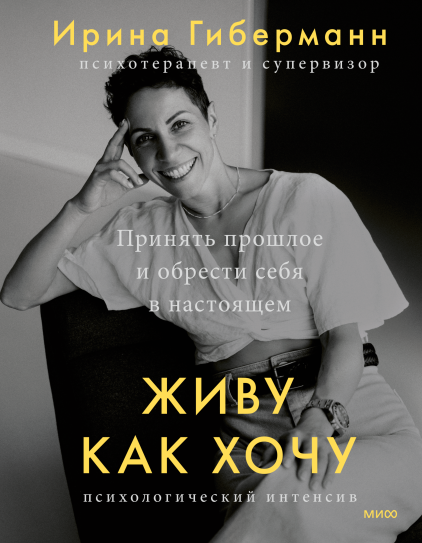 Ирина Гиберманн
психотерапевт и супервизор
Принять прошлое
и обрести себя
в настоящем
ЖИВУ
КАК ХОЧУ
психологический интенсив
миф